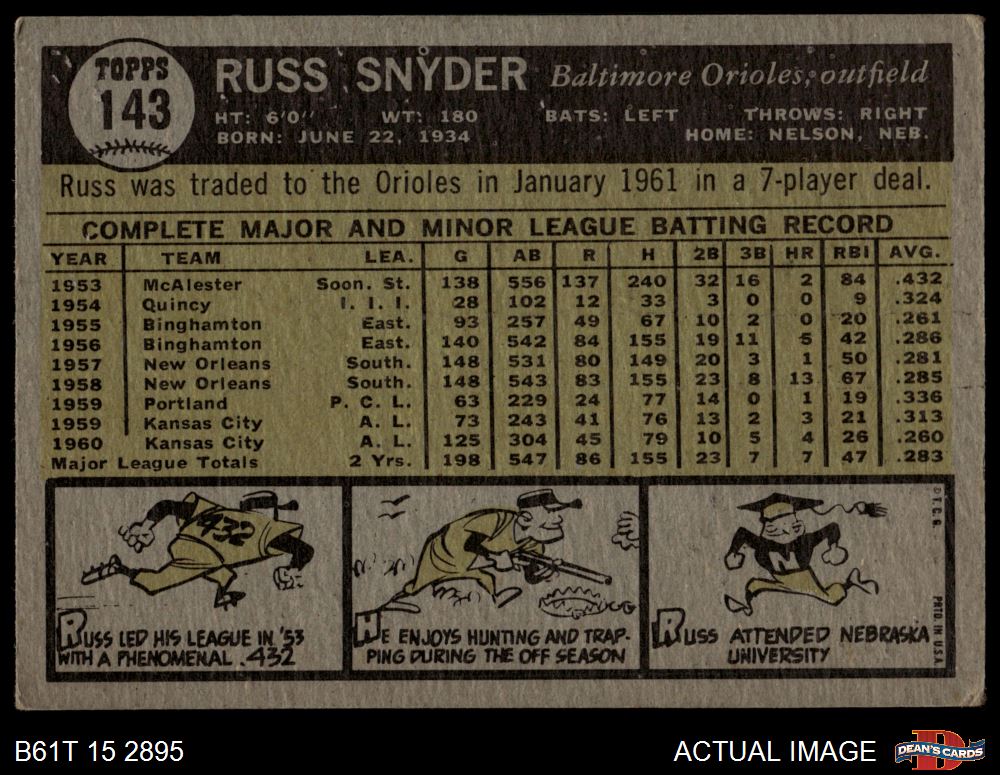 TOPPS
143
RUSS SNYDER Baltimore Orioles, outfield
HT: 6'0" WT: 180 BATS: LEFT THROWS: RIGHT
BORN: JUNE 22, 1934 HOME: NELSON, NEB.
Russ was traded to the Orioles in January 1961 in a 7-player deal.
COMPLETE MAJOR AND MINOR LEAGUE BATTING RECORD
YEAR TEAM LEA. G AB R H 2B 3B HR RBI AVG.
1953 McAlester Soon. St. 138 556 137 240 32 16 2 84 .432
1954 Quincy I. I. I. 28 102 12 33 3 0 0 9 .324
1955 Binghamton East. 93 257 49 67 10 2 0 20 .261
1956 Binghamton East. 140 542 84 155 19 11 5 42 .286
1957 New Orleans South. 148 531 80 149 20 3 1 50 .281
1958 New Orleans South. 148 543 83 155 23 8 13 67 .285
1959 Portland P. C. L. 63 229 24 77 14 0 1 19 .336
1959 Kansas City A. L. 73 243 41 76 13 2 3 21 .313
1960 Kansas City A. L. 125 304 45 79 10 5 4 26 .260
Major League Totals 2 Yrs. 198 547 86 155 23 7 7 47 .283
432
RUSS LED HIS LEAGUE IN '53
WITH A PHENOMENAL .432
HE ENJOYS HUNTING AND TRAP-
PING DURING THE OFF SEASON
N
RUSS ATTENDED NEBRASKA
UNIVERSITY
© T. C. G.
PRTD. IN U.S.A.
B61T 15 2895
ACTUAL IMAGE
D
DEAN'S CARDS